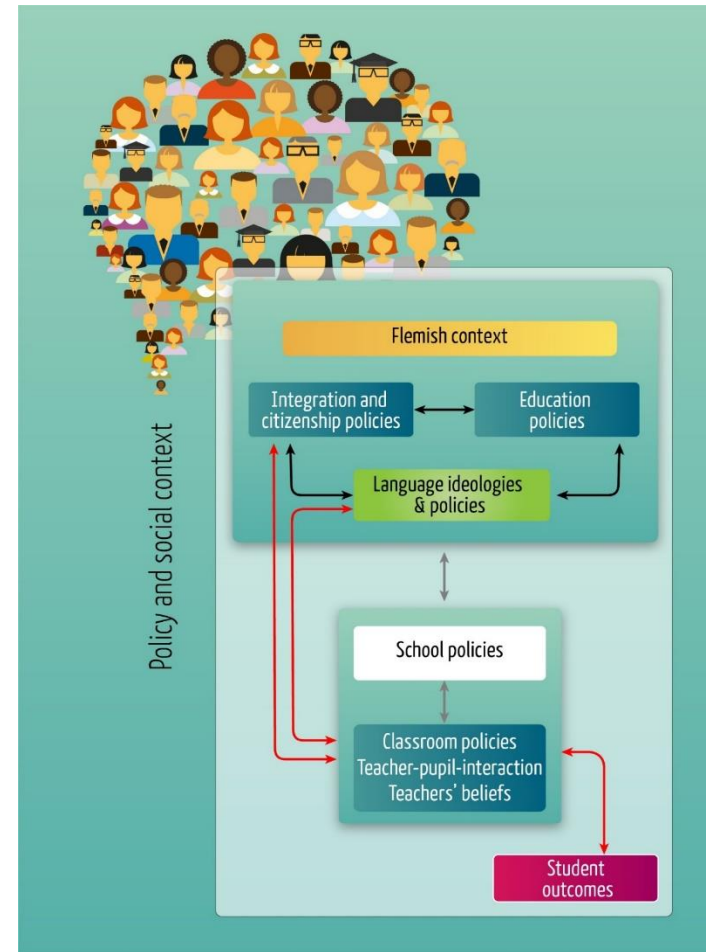 Flemish context
Integration and
citizenship policies
Education
policies
Language ideologies
& policies
Policy and social context
School policies
Classroom policies
Teacher-pupil-interaction
Teachers' beliefs
Student
outcomes